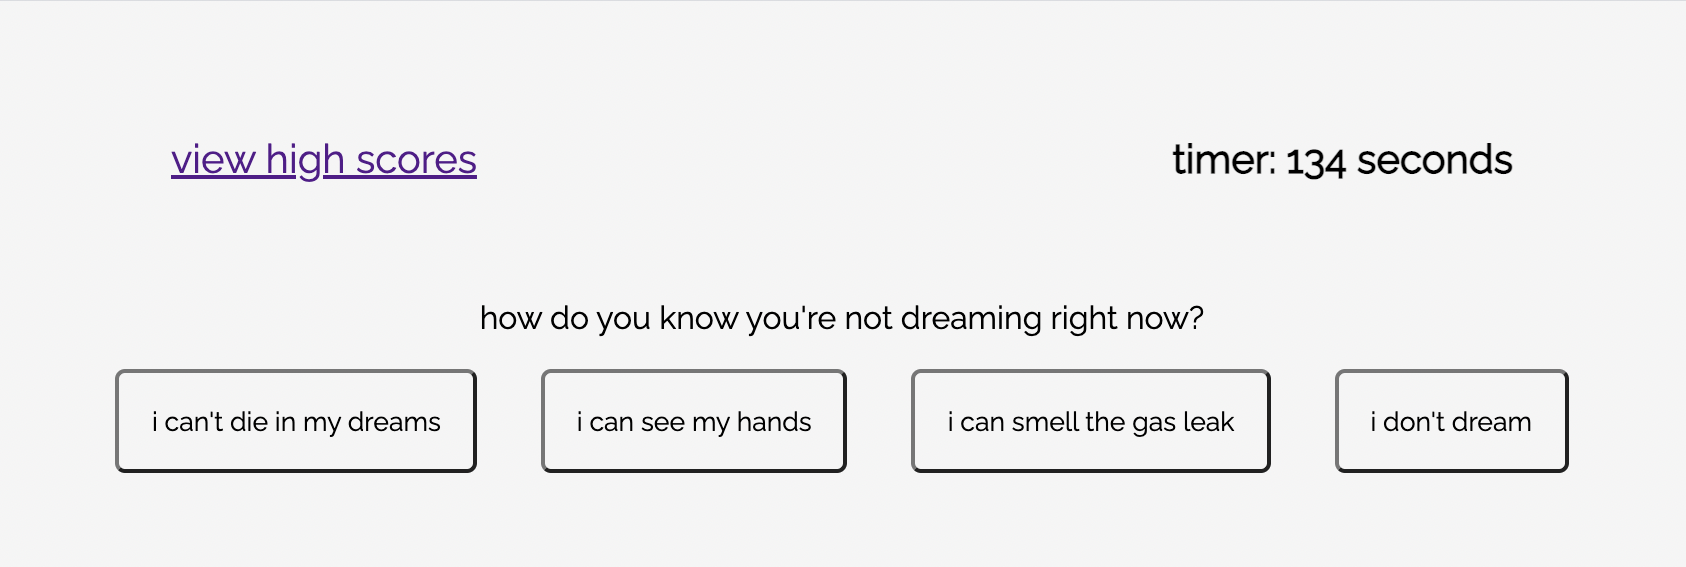 view high scores
timer: 134 seconds
how do you know you're not dreaming right now?
i can't die in my dreams
i can see my hands
i can smell the gas leak
i don't dream